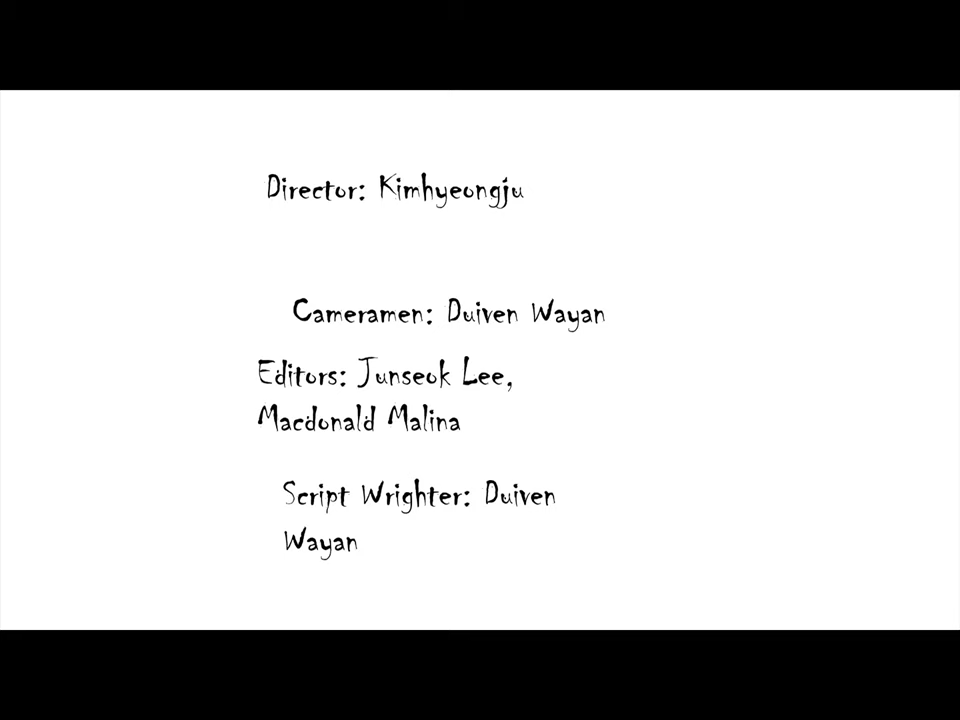 Director: Kimhyeongju
Cameramen: Duiven Wayan
Editors: Junseok Lee,
Macdonald Malina
Script Wrighter: Duiven
Wayan